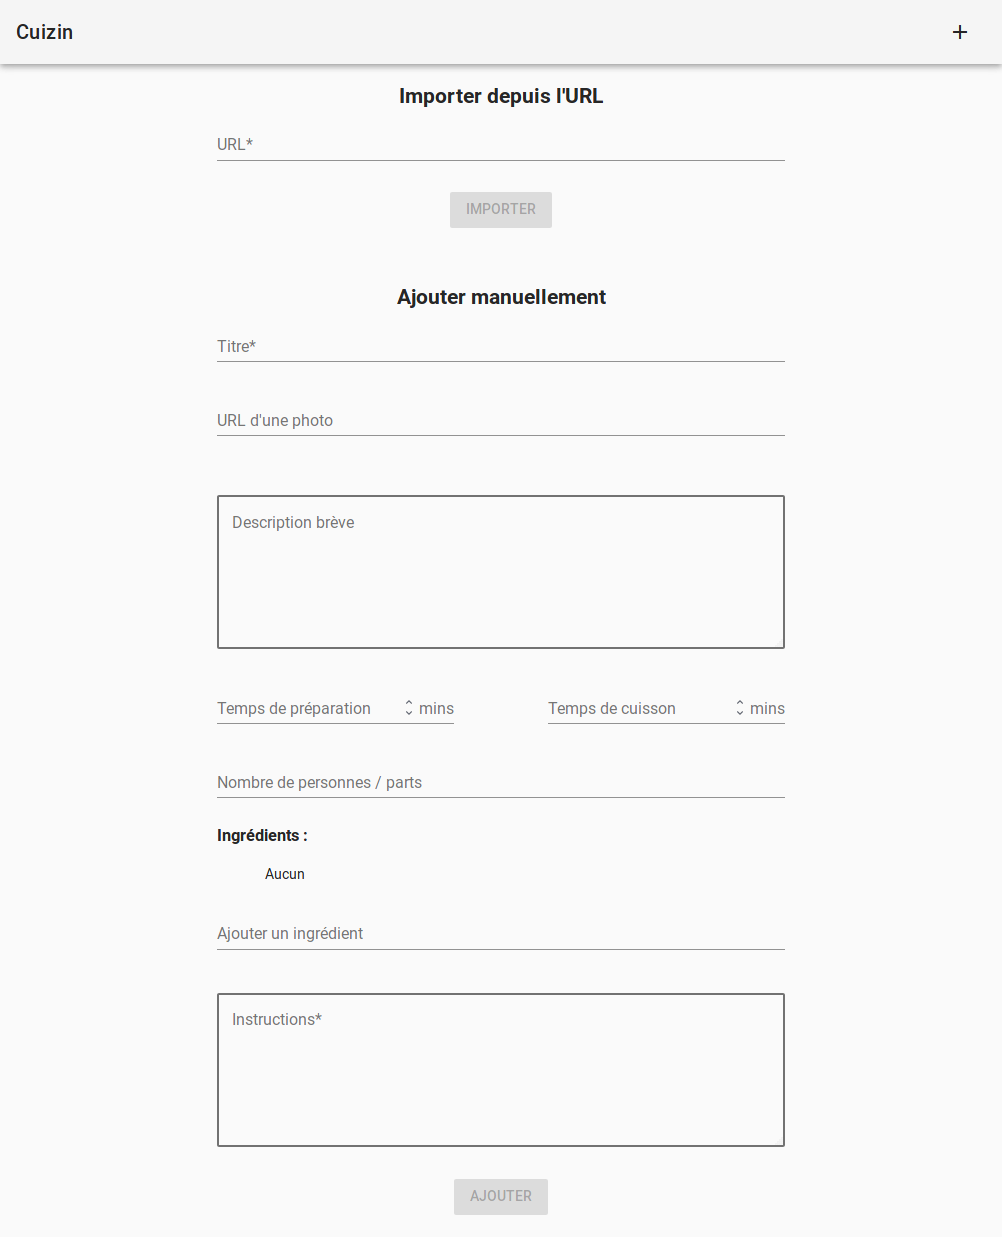 Cuizin
Importer depuis l'URL
URL*
IMPORTER
Ajouter manuellement
Titre*
URL d'une photo
Description brève
Temps de préparation mins Temps de cuisson mins
Nombre de personnes / parts
Ingrédients :
Aucun
Ajouter un ingrédient
Instructions*
AJOUTER